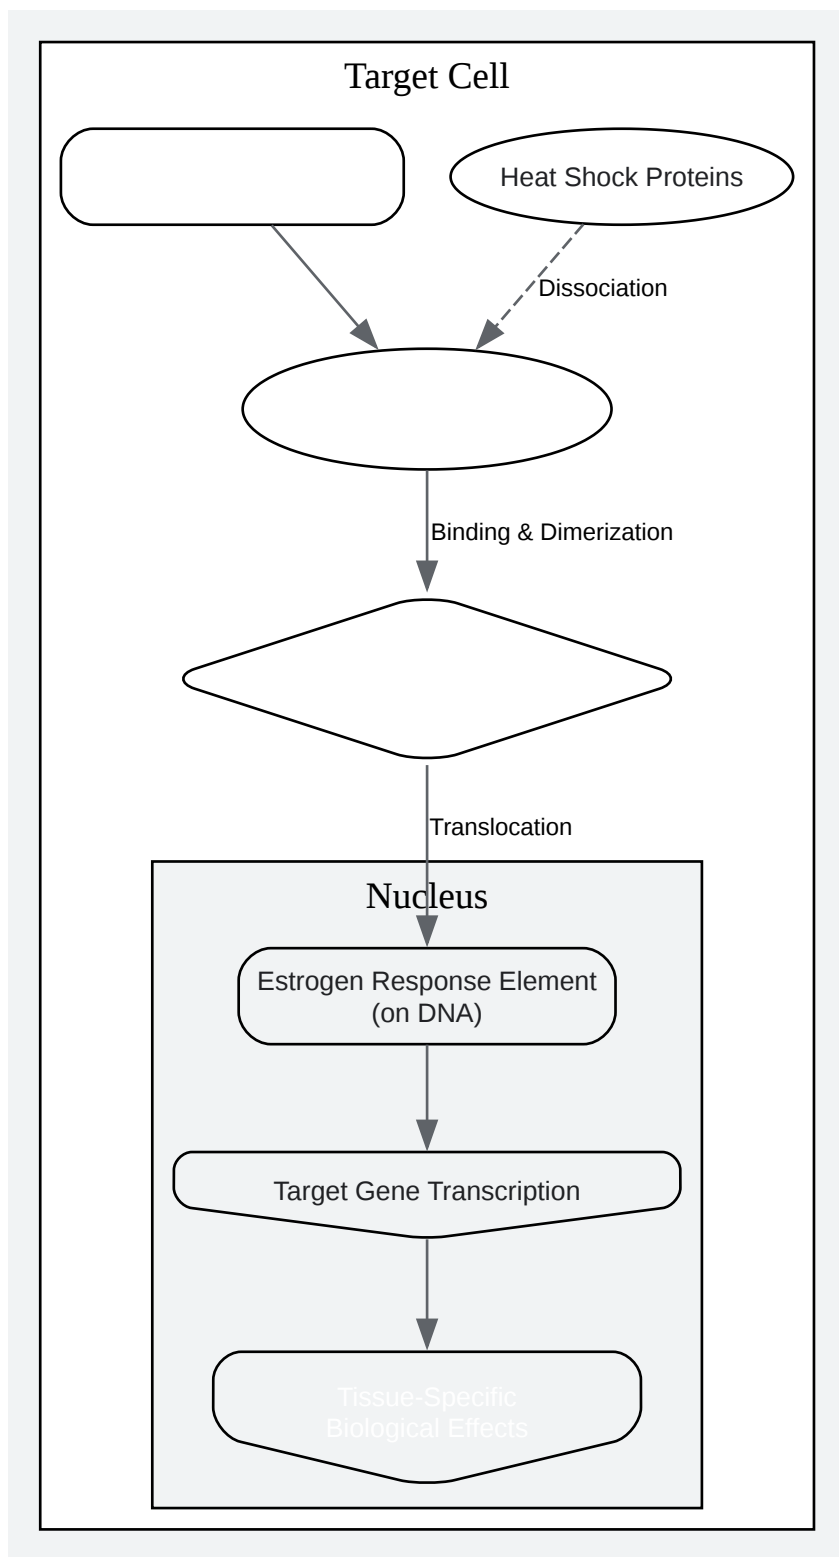 Target Cell
Heat Shock Proteins
Dissociation
Binding & Dimerization
Translocation
Nucleus
Estrogen Response Element
(on DNA)
Target Gene Transcription
Tissue-Specific
Biological Effects